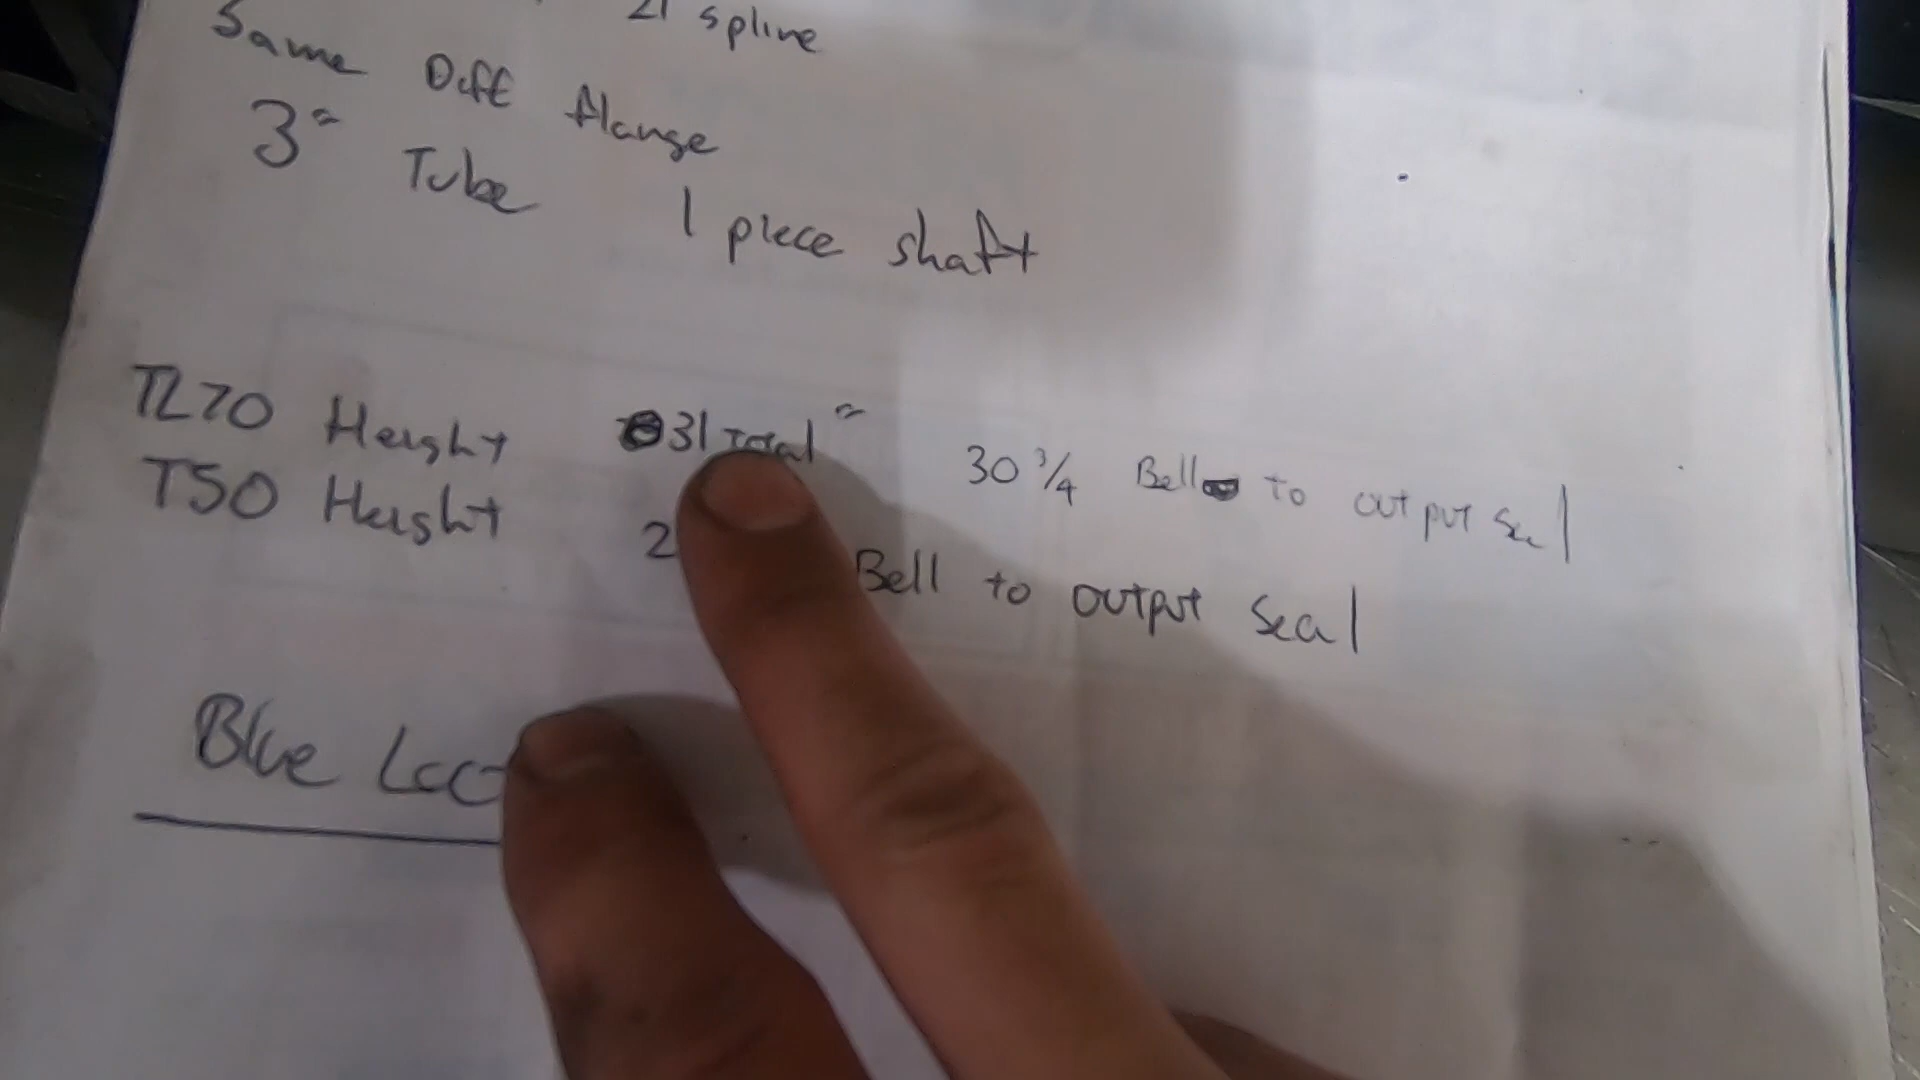 21 spline
Same Diff flange
3" Tube 1 piece shaft
TL70 Height 31 Total " 30 3/4 Bell To output seal
T50 Height 2 Bell to output seal
Blue Loc